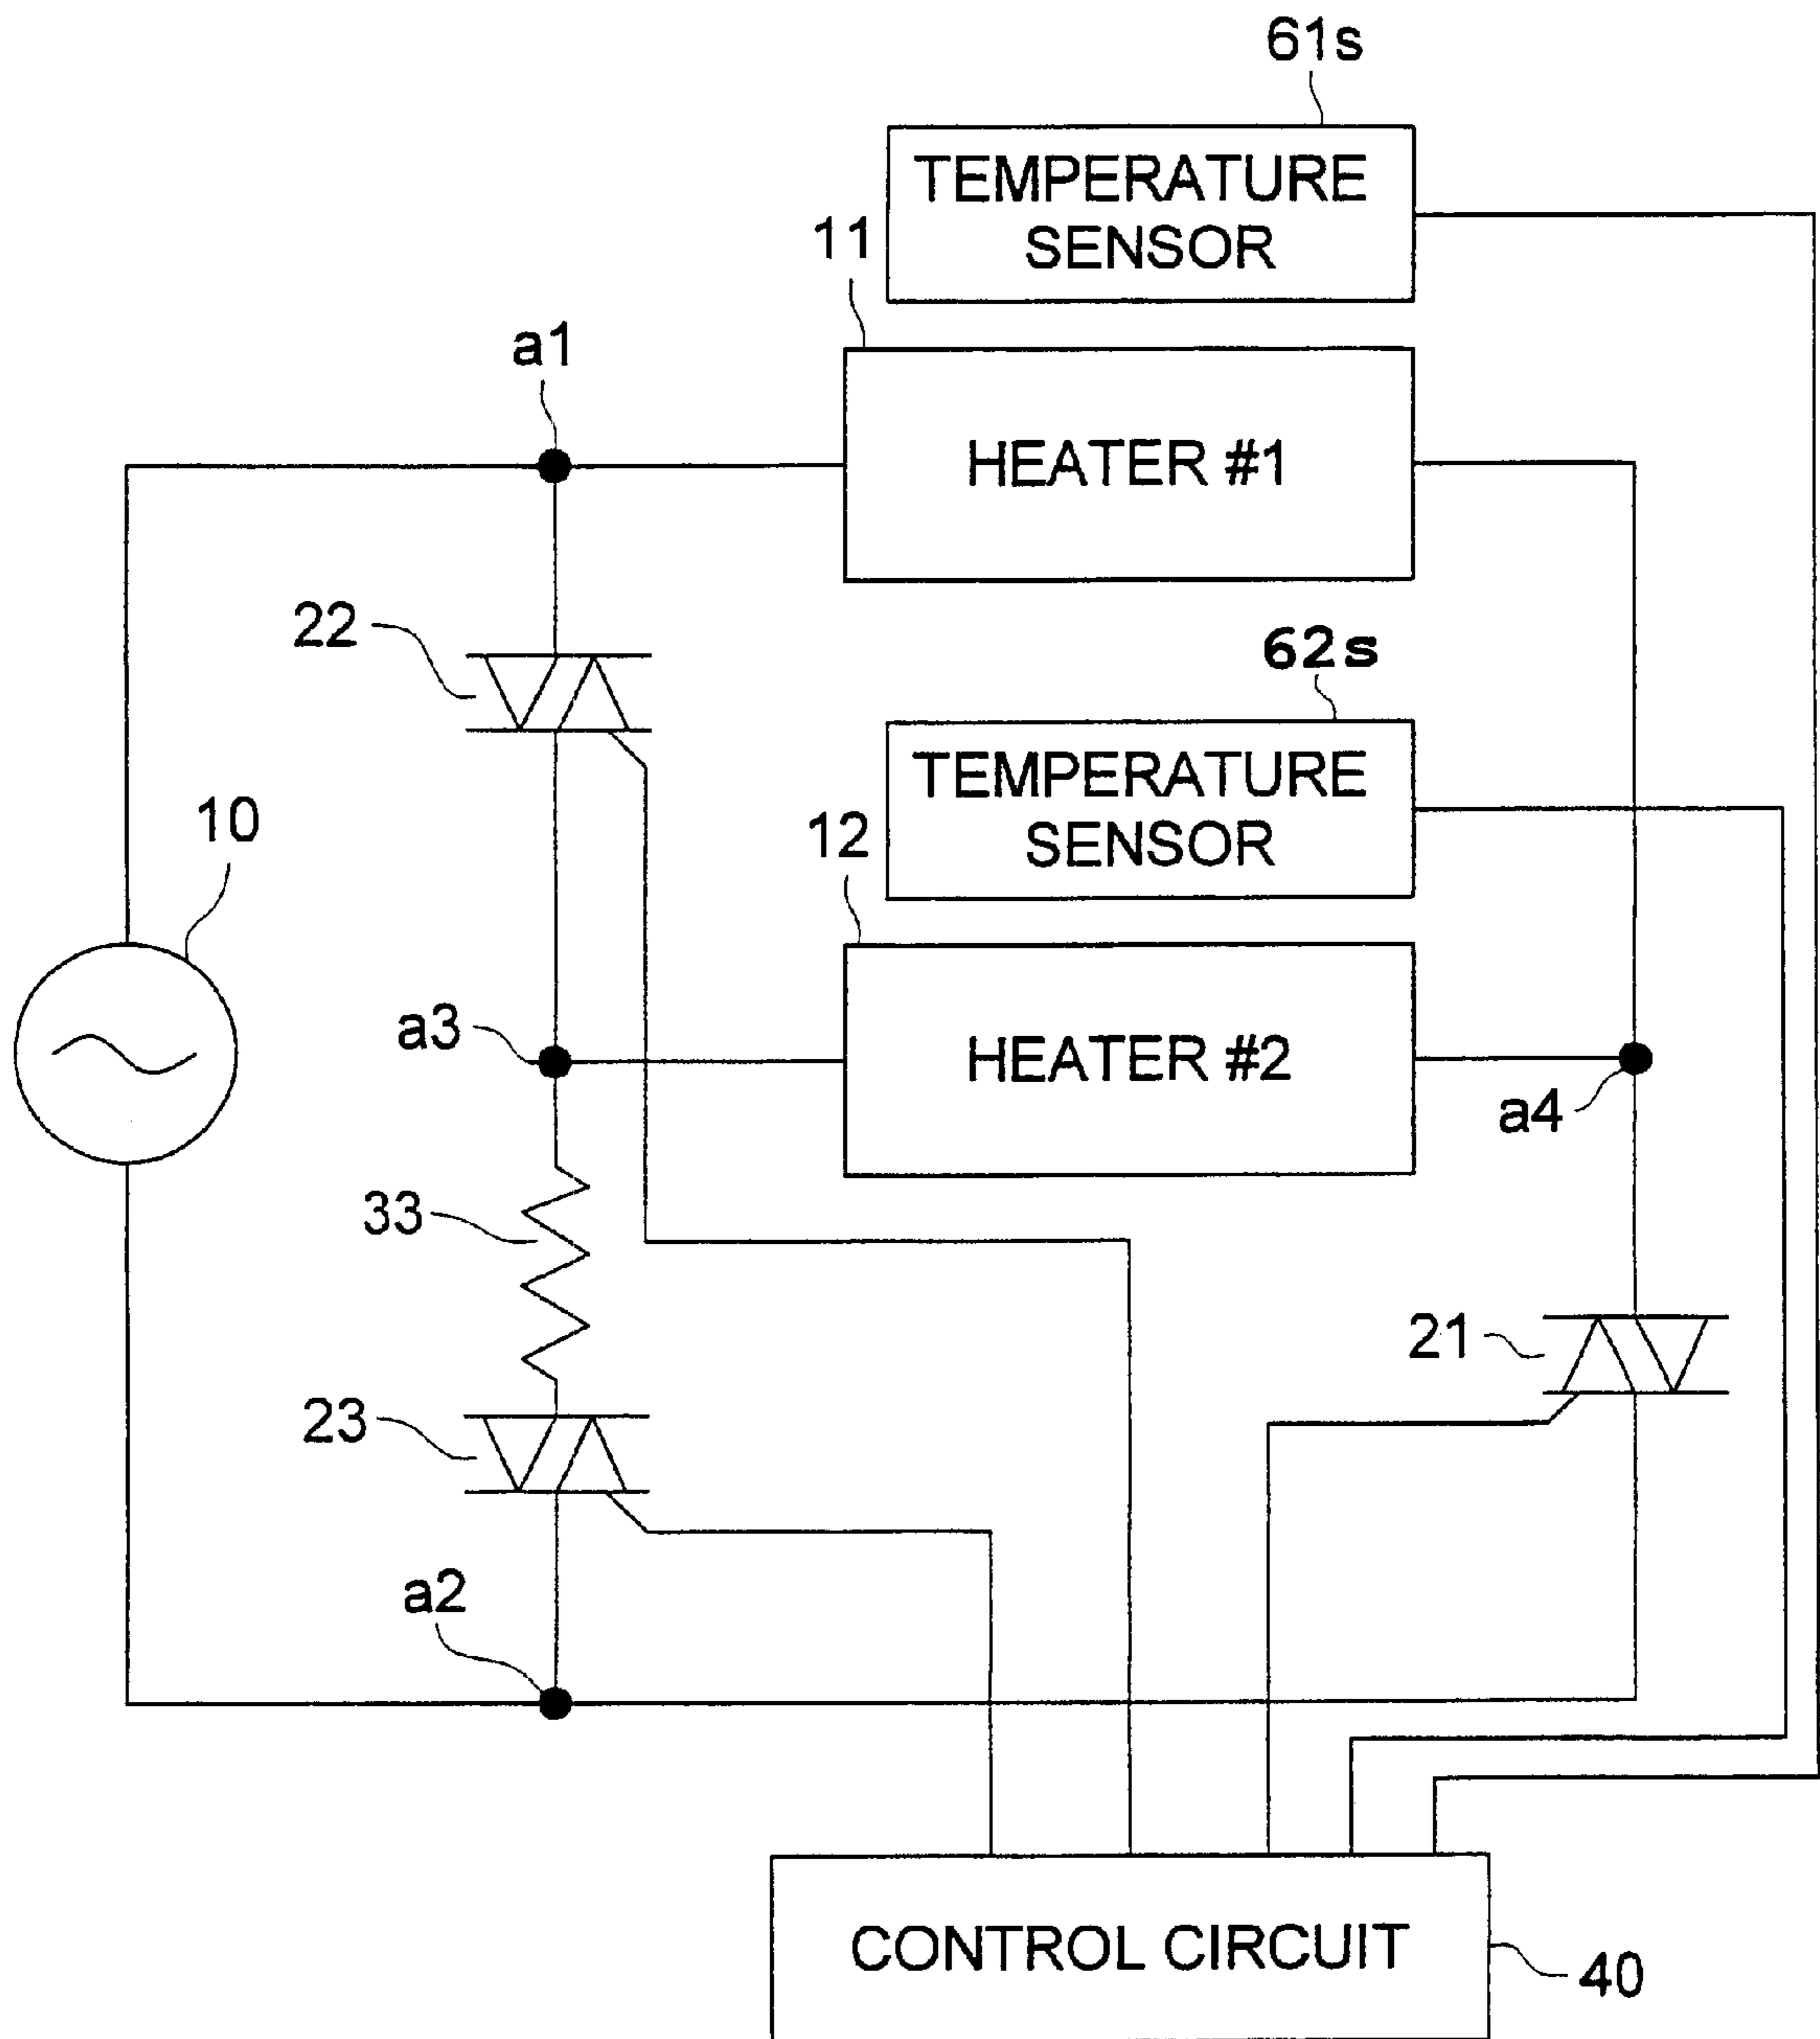 61s
TEMPERATURE
SENSOR
11
a1
HEATER #1
22
62s
TEMPERATURE
SENSOR
10
12
a3
HEATER #2
a4
33
21
23
a2
CONTROL CIRCUIT
40